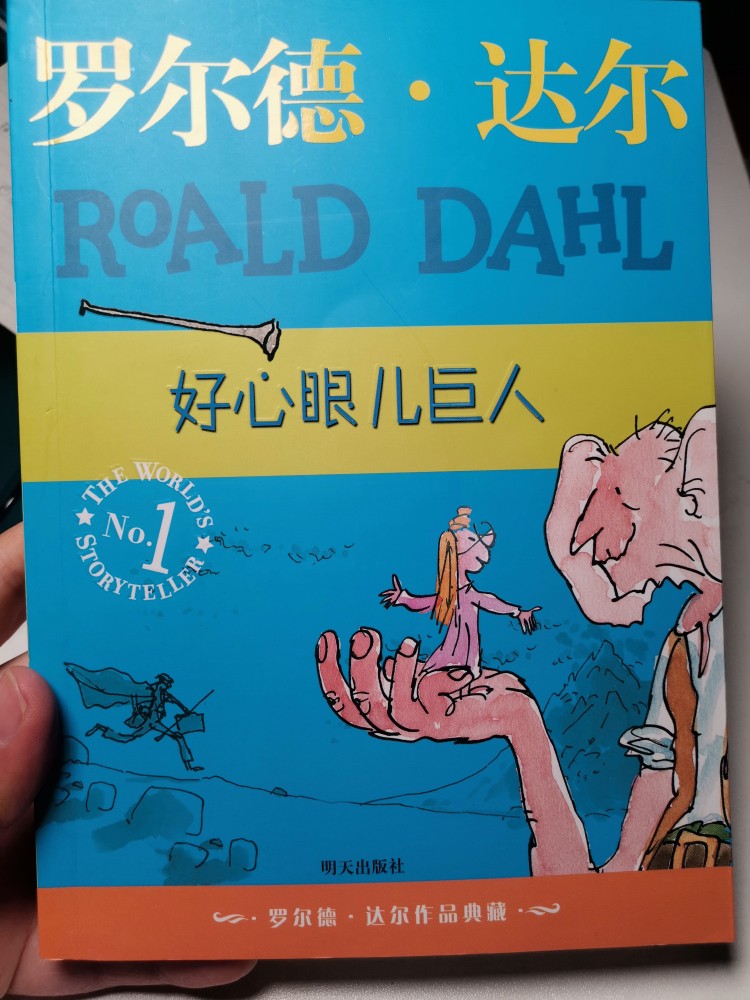 罗尔德·达尔
ROALD DAHL
好心眼儿巨人
THE WORLD'S
No.1
STORYTELLER
明天出版社
·罗尔德·达尔作品典藏·